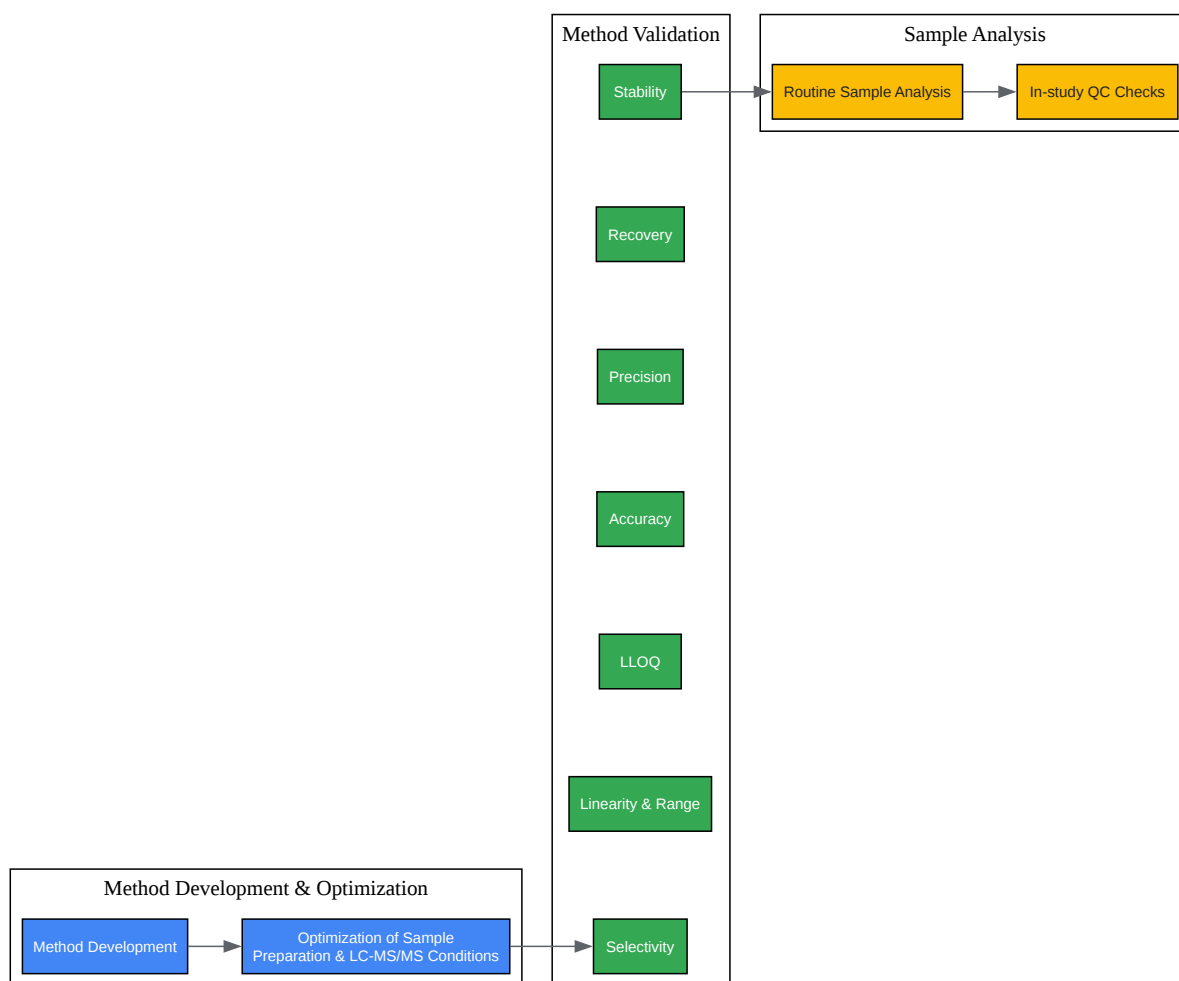 Method Validation
Stability
Recovery
Precision
Accuracy
LLOQ
Linearity & Range
Selectivity
Sample Analysis
Routine Sample Analysis
In-study QC Checks
Method Development & Optimization
Method Development
Optimization of Sample
Preparation & LC-MS/MS Conditions